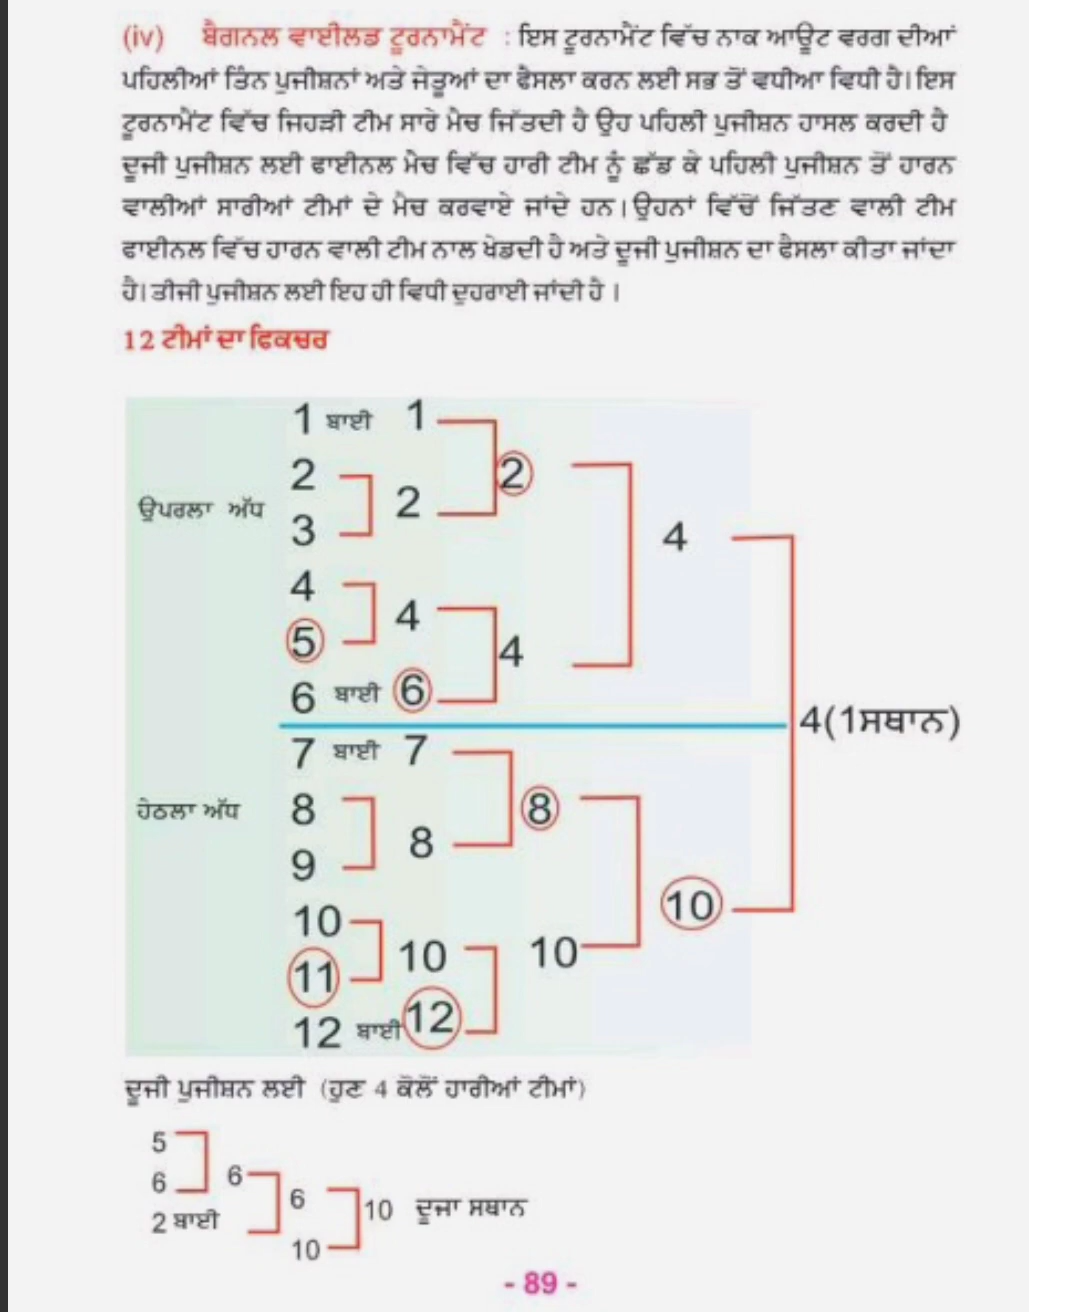 (iv) ਬੈਗਨਲ ਵਾਈਲਡ ਟੂਰਨਾਮੈਂਟ : ਇਸ ਟੂਰਨਾਮੈਂਟ ਵਿੱਚ ਨਾਕ ਆਊਟ ਵਰਗ ਦੀਆਂ
ਪਹਿਲੀਆਂ ਤਿੰਨ ਪੁਜੀਸ਼ਨਾਂ ਅਤੇ ਜੇਤੂਆਂ ਦਾ ਫੈਸਲਾ ਕਰਨ ਲਈ ਸਭ ਤੋਂ ਵਧੀਆ ਵਿਧੀ ਹੈ। ਇਸ
ਟੂਰਨਾਮੈਂਟ ਵਿੱਚ ਜਿਹੜੀ ਟੀਮ ਸਾਰੇ ਮੈਚ ਜਿੱਤਦੀ ਹੈ ਉਹ ਪਹਿਲੀ ਪੁਜੀਸ਼ਨ ਹਾਸਲ ਕਰਦੀ ਹੈ
ਦੂਜੀ ਪੁਜੀਸ਼ਨ ਲਈ ਫਾਈਨਲ ਮੈਚ ਵਿੱਚ ਹਾਰੀ ਟੀਮ ਨੂੰ ਛੱਡ ਕੇ ਪਹਿਲੀ ਪੁਜੀਸ਼ਨ ਤੋਂ ਹਾਰਨ
ਵਾਲੀਆਂ ਸਾਰੀਆਂ ਟੀਮਾਂ ਦੇ ਮੈਚ ਕਰਵਾਏ ਜਾਂਦੇ ਹਨ। ਉਹਨਾਂ ਵਿੱਚੋਂ ਜਿੱਤਣ ਵਾਲੀ ਟੀਮ
ਫਾਈਨਲ ਵਿੱਚ ਹਾਰਨ ਵਾਲੀ ਟੀਮ ਨਾਲ ਖੇਡਦੀ ਹੈ ਅਤੇ ਦੂਜੀ ਪੁਜੀਸ਼ਨ ਦਾ ਫੈਸਲਾ ਕੀਤਾ ਜਾਂਦਾ
ਹੈ। ਤੀਜੀ ਪੁਜੀਸ਼ਨ ਲਈ ਇਹ ਹੀ ਵਿਧੀ ਦੁਹਰਾਈ ਜਾਂਦੀ ਹੈ ।
12 ਟੀਮਾਂ ਦਾ ਫਿਕਚਰ
1 ਬਾਈ 1
2
2
ਉਪਰਲਾ ਅੱਧ
2
3
4
4
5
4
4
6 ਬਾਈ 6
4(1ਸਥਾਨ)
7 ਬਾਈ 7
ਹੇਠਲਾ ਅੱਧ
8
8
8
9
10
10
11
10
10
12 ਬਾਈ 12
ਦੂਜੀ ਪੁਜੀਸ਼ਨ ਲਈ (ਹੁਣ 4 ਕੋਲੋਂ ਹਾਰੀਆਂ ਟੀਮਾਂ)
5
6
6
2 ਬਾਈ
6
10
10 ਦੂਜਾ ਸਥਾਨ
- 89 -